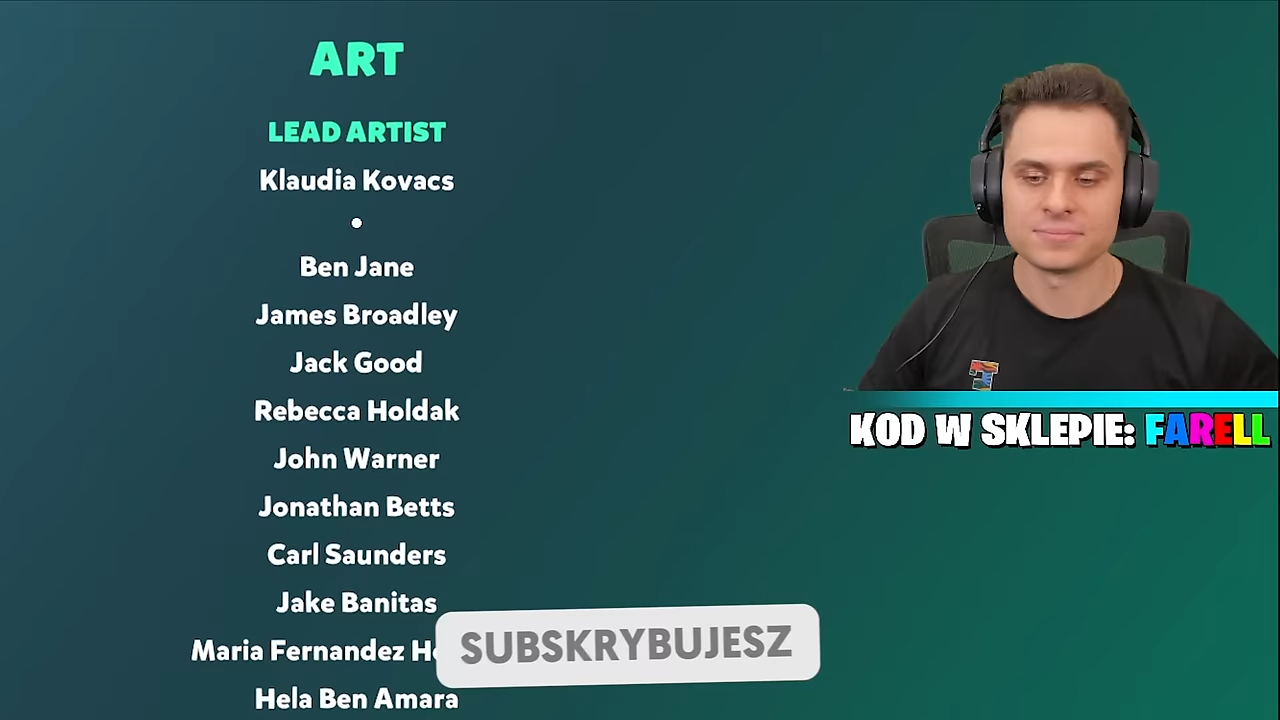 ART
LEAD ARTIST
Klaudia Kovacs
•
Ben Jane
James Broadley
Jack Good
Rebecca Holdak
John Warner
Jonathan Betts
Carl Saunders
Jake Banitas
Maria Fernandez
Hela Ben Amara
KOD W SKLEPIE: FARELL
SUBSKRYBUJESZ